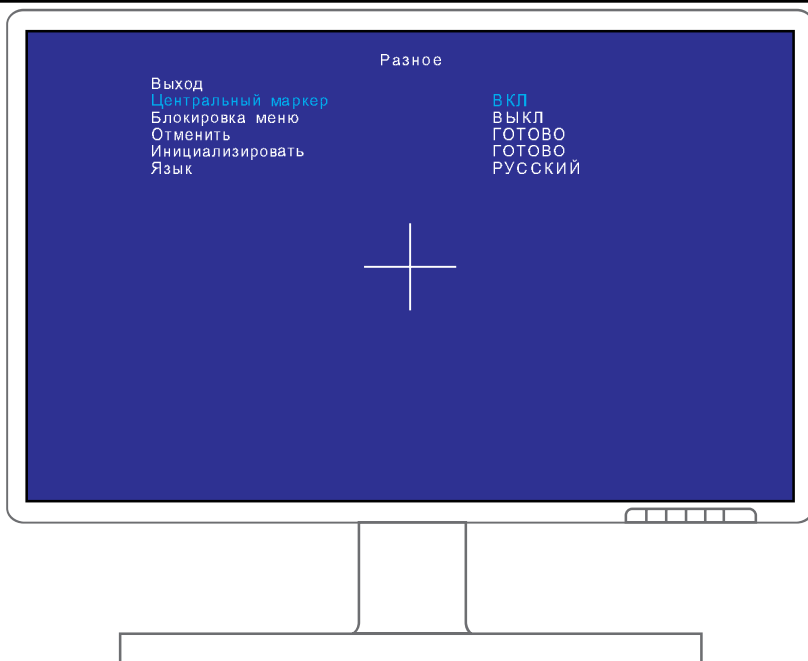 Разное
Выход
Центральный маркер ВКЛ
Блокировка меню ВЫКЛ
Отменить ГОТОВО
Инициализировать ГОТОВО
Язык РУССКИЙ